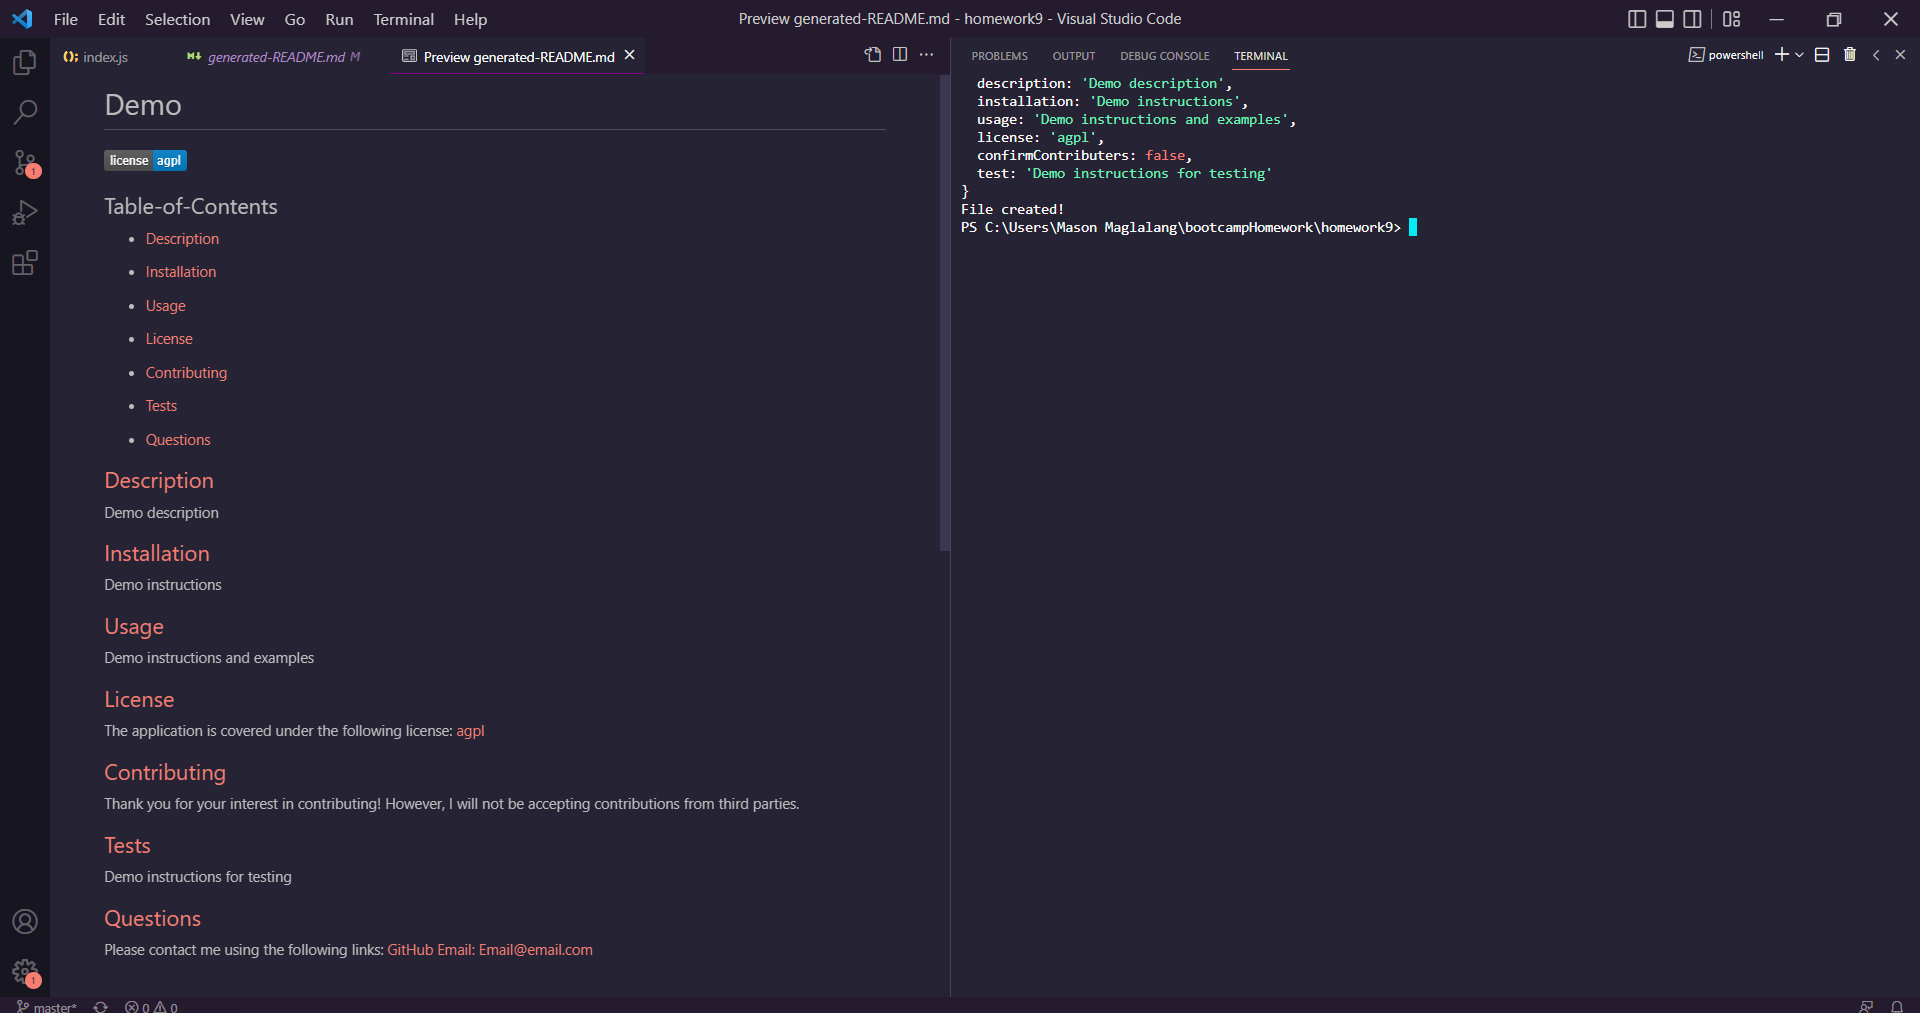 File Edit Selection View Go Run Terminal Help
Preview generated-README.md - homework9 - Visual Studio Code
index.js
generated-README.md M
Preview generated-README.md
Demo
license agpl
Table-of-Contents
Description
Installation
Usage
License
Contributing
Tests
Questions
Description
Demo description
Installation
Demo instructions
Usage
Demo instructions and examples
License
The application is covered under the following license: agpl
Contributing
Thank you for your interest in contributing! However, I will not be accepting contributions from third parties.
Tests
Demo instructions for testing
Questions
Please contact me using the following links: GitHub Email: Email@email.com
PROBLEMS OUTPUT DEBUG CONSOLE TERMINAL
powershell
description: 'Demo description',
installation: 'Demo instructions',
usage: 'Demo instructions and examples',
license: 'agpl',
confirmContributers: false,
test: 'Demo instructions for testing'
}
File created!
PS C:\Users\Mason Maglalang\bootcampHomework\homework9>
1
1
master* 0 0